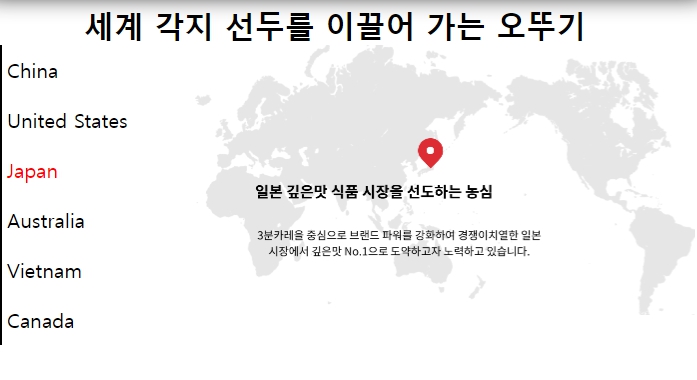 세계 각지 선두를 이끌어 가는 오뚜기
China
United States
Japan
Australia
Vietnam
Canada
일본 깊은맛 식품 시장을 선도하는 농심
3분카레을 중심으로 브랜드 파워를 강화하여 경쟁이치열한 일본
시장에서 깊은맛 No.1으로 도약하고자 노력하고 있습니다.